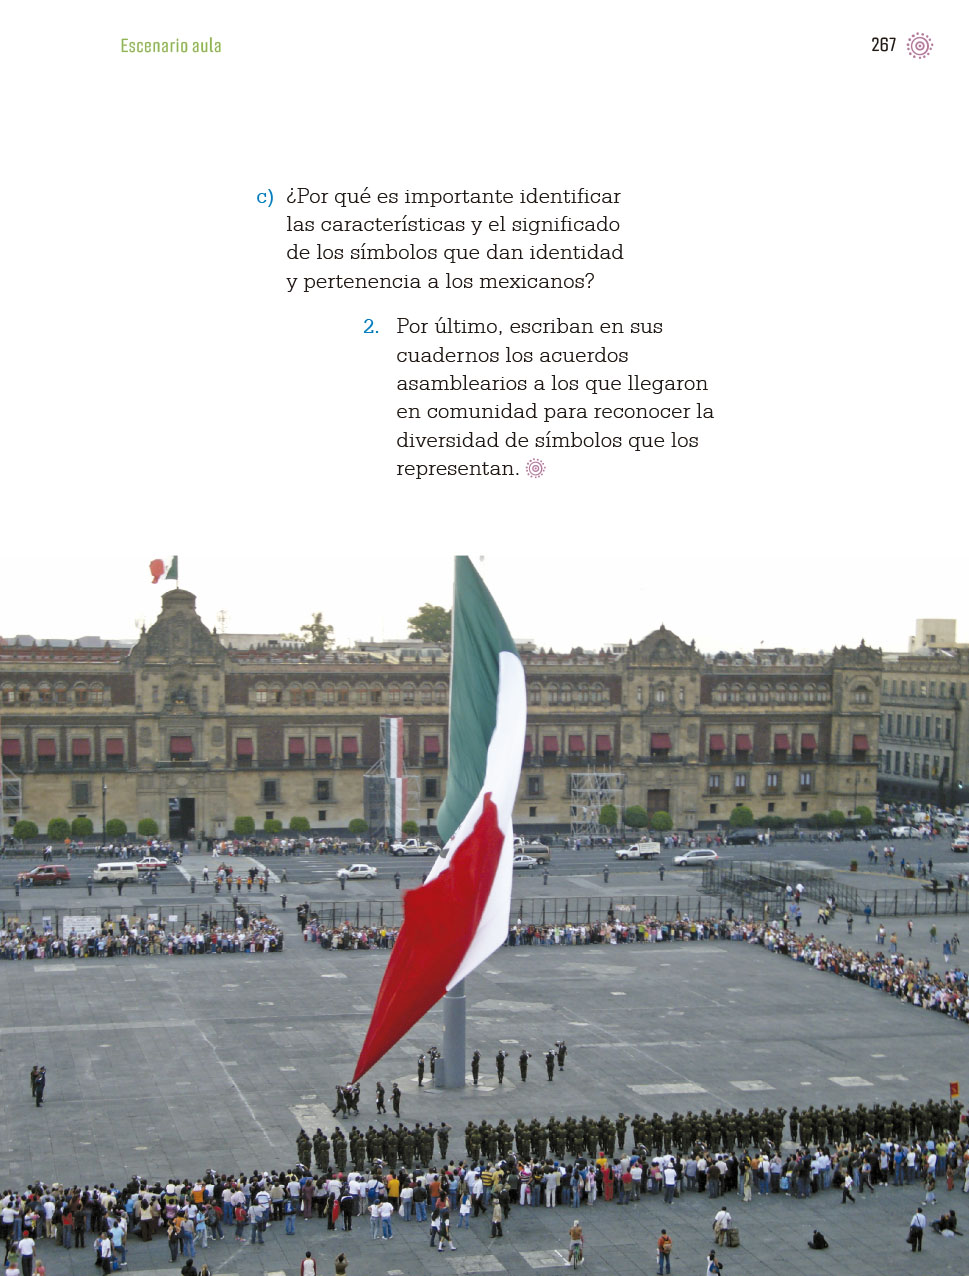 Escenario aula
267
c) ¿Por qué es importante identificar
las características y el significado
de los símbolos que dan identidad
y pertenencia a los mexicanos?
2. Por último, escriban en sus
cuadernos los acuerdos
asamblearios a los que llegaron
en comunidad para reconocer la
diversidad de símbolos que los
representan.